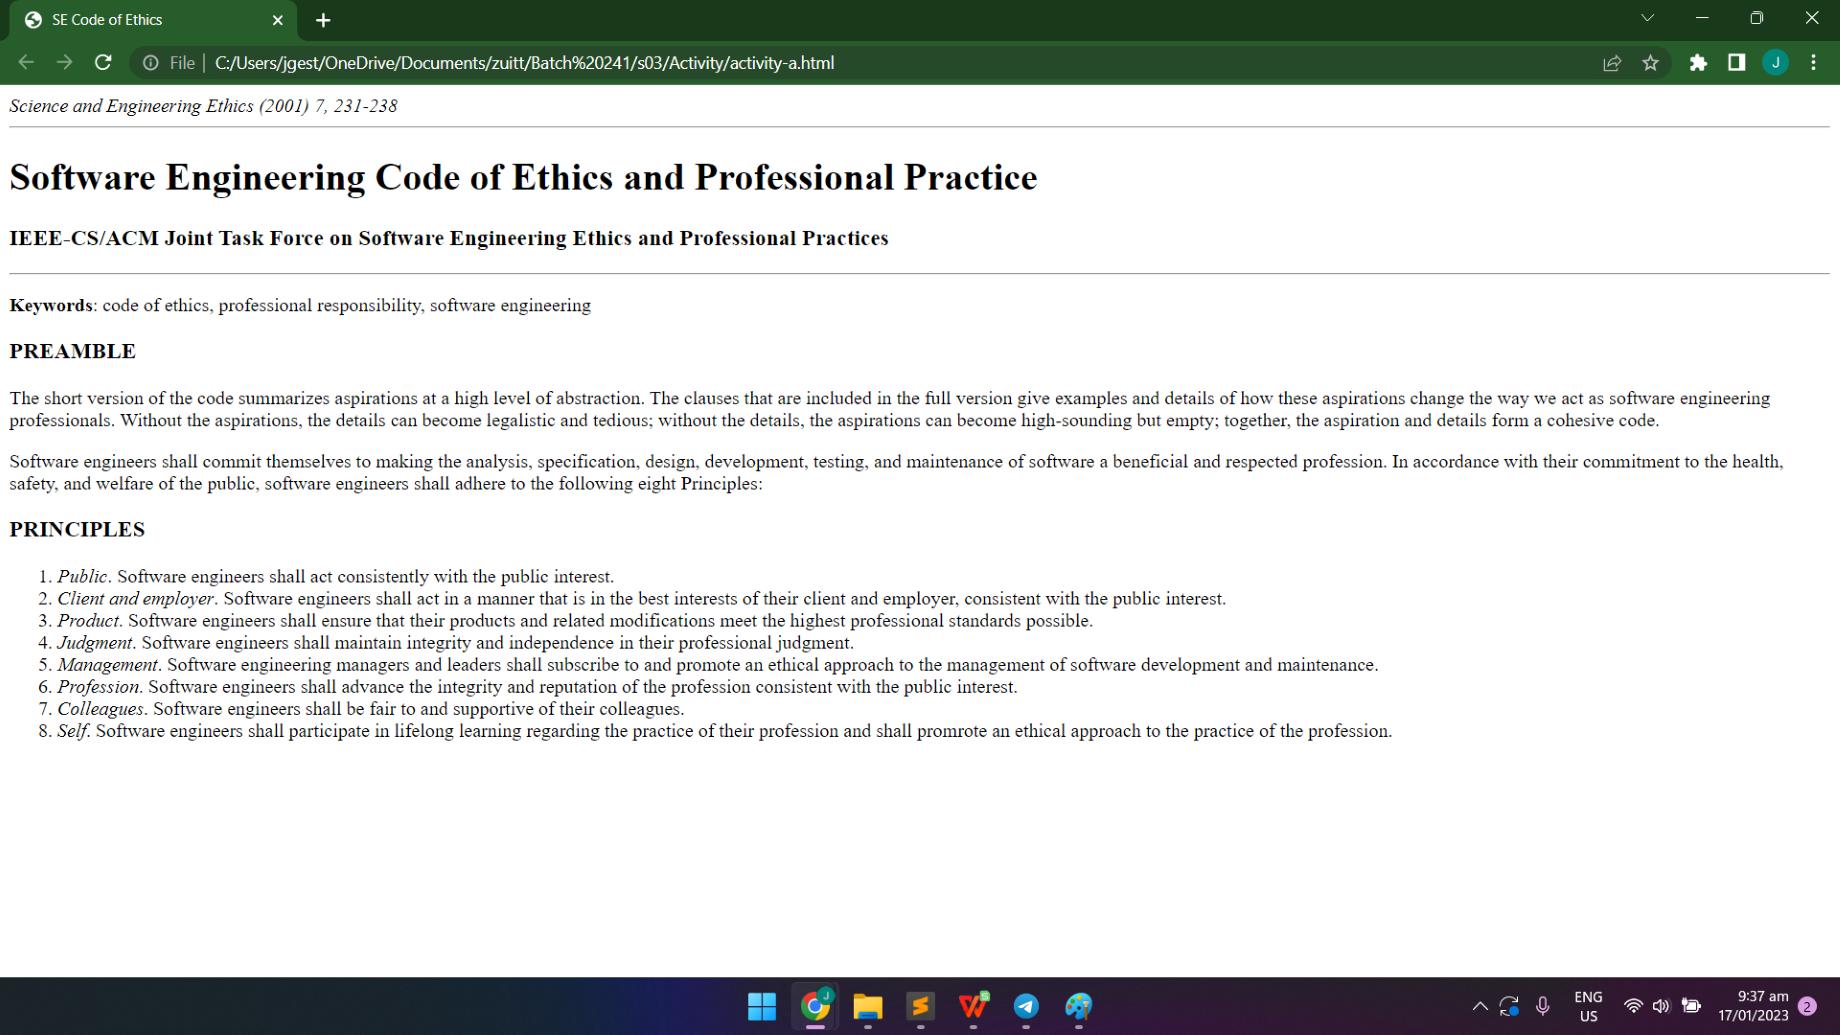 SE Code of Ethics
File | C:/Users/jgest/OneDrive/Documents/zuitt/Batch%20241/s03/Activity/activity-a.html
J
Science and Engineering Ethics (2001) 7, 231-238
Software Engineering Code of Ethics and Professional Practice
IEEE-CS/ACM Joint Task Force on Software Engineering Ethics and Professional Practices
Keywords: code of ethics, professional responsibility, software engineering
PREAMBLE
The short version of the code summarizes aspirations at a high level of abstraction. The clauses that are included in the full version give examples and details of how these aspirations change the way we act as software engineering
professionals. Without the aspirations, the details can become legalistic and tedious; without the details, the aspirations can become high-sounding but empty; together, the aspiration and details form a cohesive code.
Software engineers shall commit themselves to making the analysis, specification, design, development, testing, and maintenance of software a beneficial and respected profession. In accordance with their commitment to the health,
safety, and welfare of the public, software engineers shall adhere to the following eight Principles:
PRINCIPLES
1. Public. Software engineers shall act consistently with the public interest.
2. Client and employer. Software engineers shall act in a manner that is in the best interests of their client and employer, consistent with the public interest.
3. Product. Software engineers shall ensure that their products and related modifications meet the highest professional standards possible.
4. Judgment. Software engineers shall maintain integrity and independence in their professional judgment.
5. Management. Software engineering managers and leaders shall subscribe to and promote an ethical approach to the management of software development and maintenance.
6. Profession. Software engineers shall advance the integrity and reputation of the profession consistent with the public interest.
7. Colleagues. Software engineers shall be fair to and supportive of their colleagues.
8. Self. Software engineers shall participate in lifelong learning regarding the practice of their profession and shall promrote an ethical approach to the practice of the profession.
J
ENG
US
9:37 am
17/01/2023
2